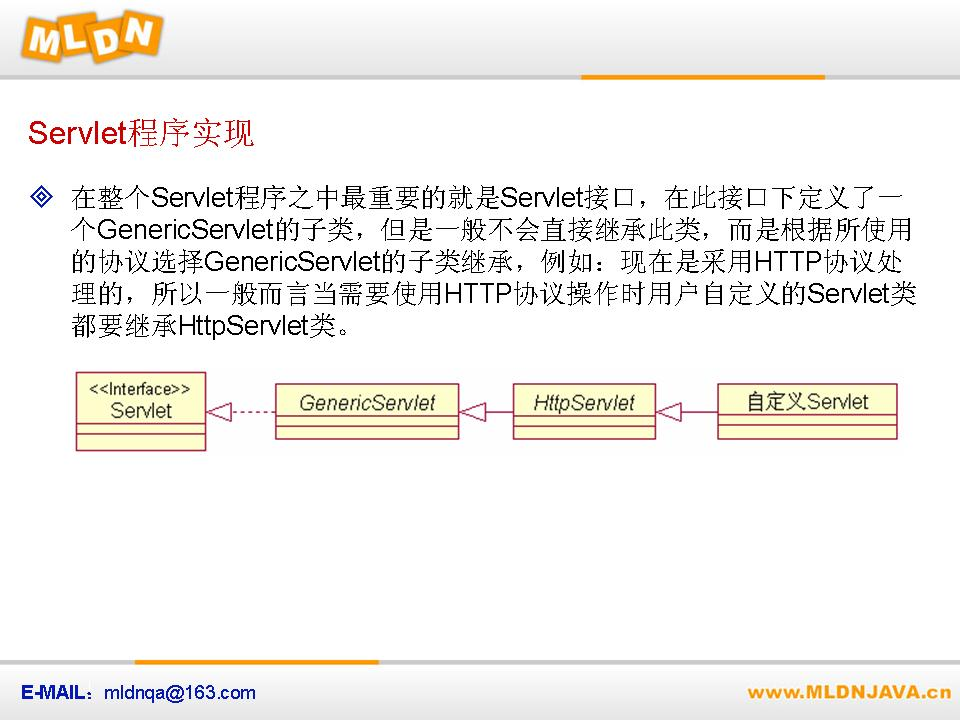 MLDN
Servlet程序实现
在整个Servlet程序之中最重要的就是Servlet接口，在此接口下定义了一
个GenericServlet的子类，但是一般不会直接继承此类，而是根据所使用
的协议选择GenericServlet的子类继承，例如：现在是采用HTTP协议处
理的，所以一般而言当需要使用HTTP协议操作时用户自定义的Servlet类
都要继承HttpServlet类。
<<Interface>>
Servlet
GenericServlet
HttpServlet
自定义Servlet
E-MAIL：mldnqa@163.com
www.MLDNJAVA.cn